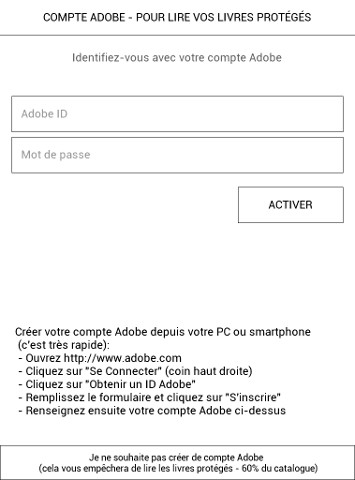 COMPTE ADOBE - POUR LIRE VOS LIVRES PROTÉGÉS
Identifiez-vous avec votre compte Adobe
Adobe ID
Mot de passe
ACTIVER
Créer votre compte Adobe depuis votre PC ou smartphone
(c'est très rapide):
- Ouvrez http://www.adobe.com
- Cliquez sur "Se Connecter" (coin haut droite)
- Cliquez sur "Obtenir un ID Adobe"
- Remplissez le formulaire et cliquez sur "S'inscrire"
- Renseignez ensuite votre compte Adobe ci-dessus
Je ne souhaite pas créer de compte Adobe
(cela vous empêchera de lire les livres protégés - 60% du catalogue)